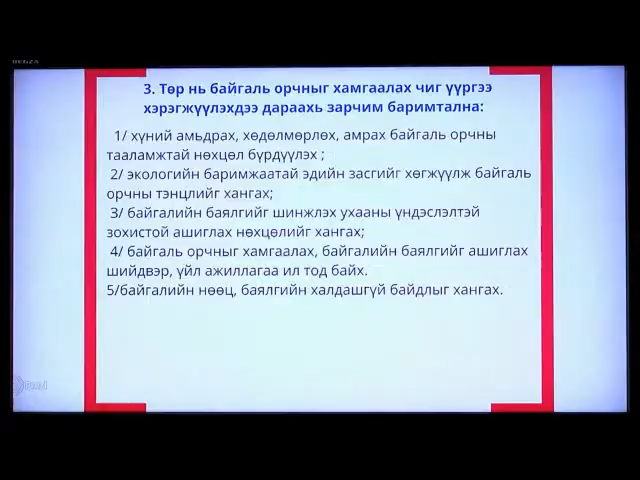 REGZA
3. Төр нь байгаль орчныг хамгаалах чиг үүргээ
хэрэгжүүлэхдээ дараахь зарчим баримтална:
1/ хүний амьдрах, хөдөлмөрлөх, амрах байгаль орчны
тааламжтай нөхцөл бүрдүүлэх ;
2/ экологийн баримжаатай эдийн засгийг хөгжүүлж байгаль
орчны тэнцлийг хангах;
3/ байгалийн баялгийг шинжлэх ухааны үндэслэлтэй
зохистой ашиглах нөхцөлийг хангах;
4/ байгаль орчныг хамгаалах, байгалийн баялгийг ашиглах
шийдвэр, үйл ажиллагаа ил тод байх.
5/байгалийн нөөц, баялгийн халдашгүй байдлыг хангах.